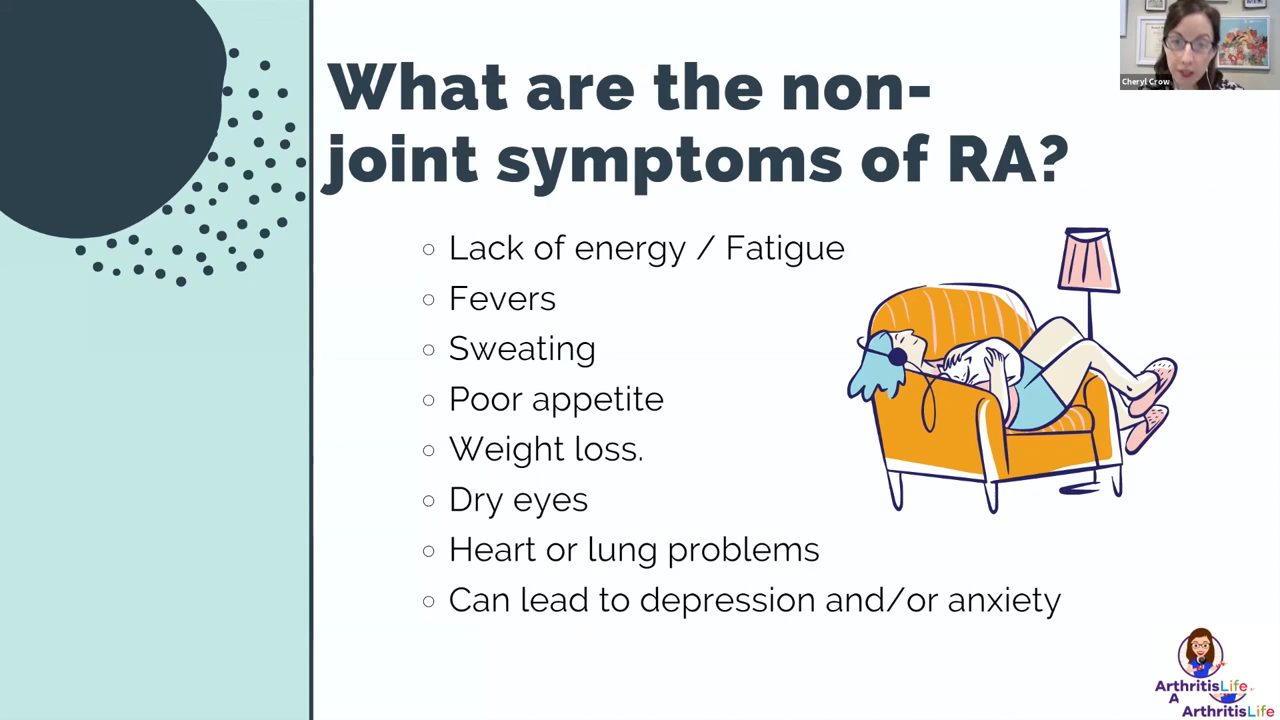 Cheryl Crow
What are the non-
joint symptoms of RA?
Lack of energy / Fatigue
Fevers
Sweating
Poor appetite
Weight loss.
Dry eyes
Heart or lung problems
Can lead to depression and/or anxiety
ArthritisLife
A
ArthritisLife